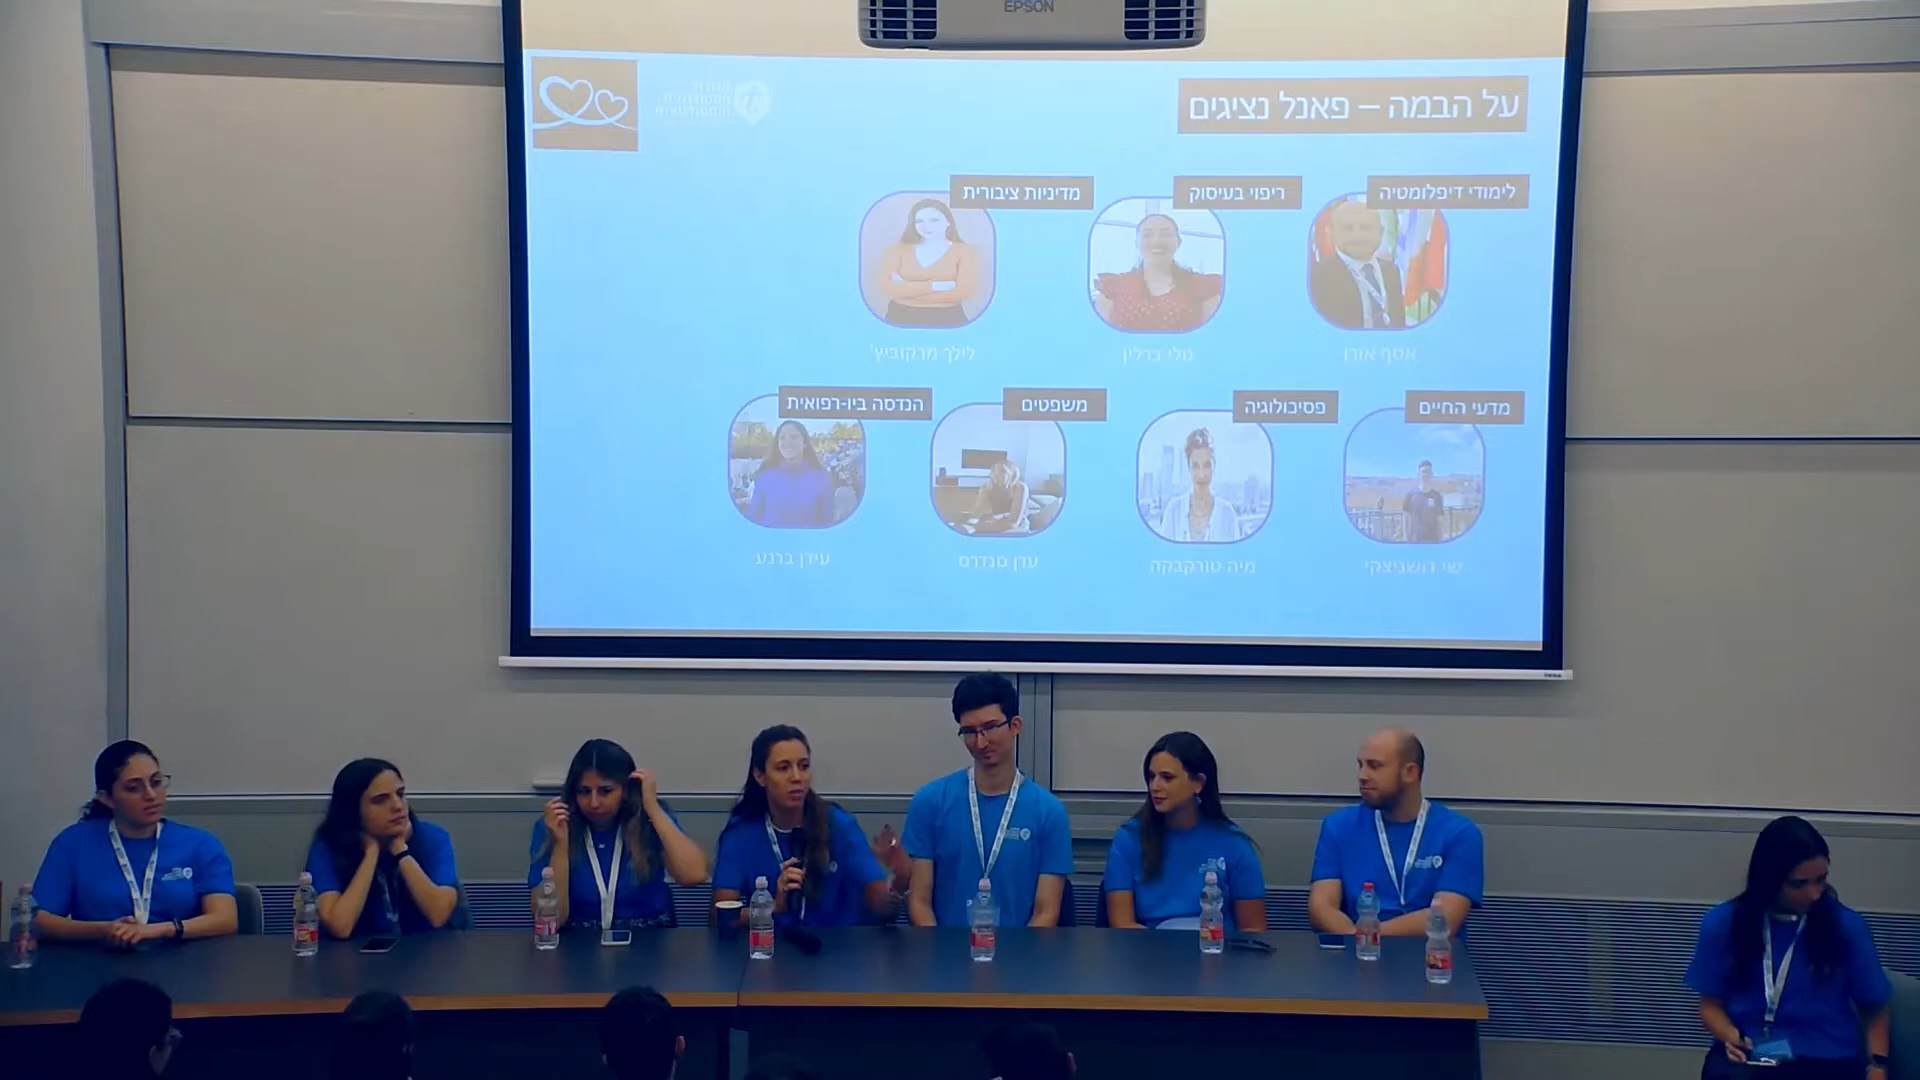 EPSON
על הבמה – פאנל נציגים
לימודי דיפלומטיה
ריפוי בעיסוק
מדיניות ציבורית
אסף אורן
טלי ברלין
לילך מרקוביץ'
מדעי החיים
פסיכולוגיה
משפטים
הנדסה ביו-רפואית
שי
מיה טורקבקה
עדן סנדרס
עידן ברנע